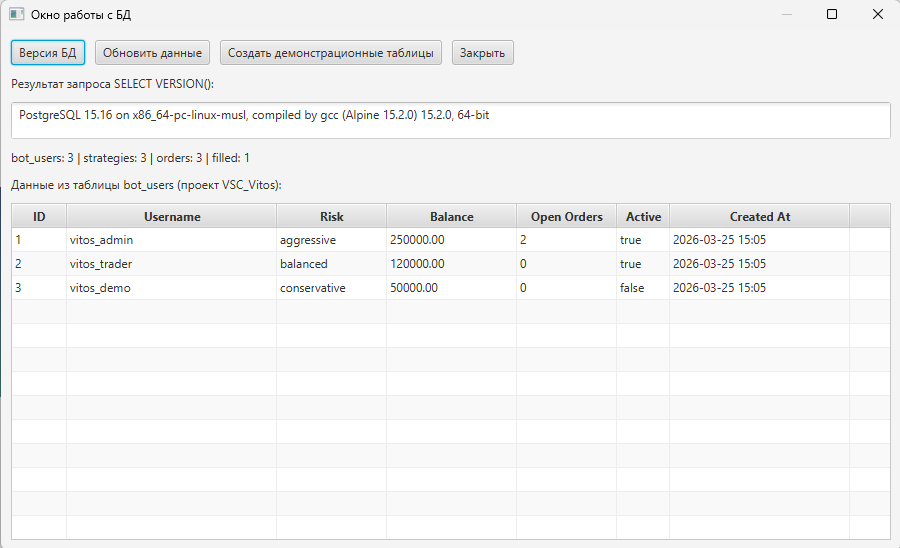 Окно работы с БД
Версия БД Обновить данные Создать демонстрационные таблицы Закрыть
Результат запроса SELECT VERSION():
PostgreSQL 15.16 on x86_64-pc-linux-musl, compiled by gcc (Alpine 15.2.0) 15.2.0, 64-bit
bot_users: 3 | strategies: 3 | orders: 3 | filled: 1
Данные из таблицы bot_users (проект VSC_Vitos):
ID Username Risk Balance Open Orders Active Created At
1 vitos_admin aggressive 250000.00 2 true 2026-03-25 15:05
2 vitos_trader balanced 120000.00 0 true 2026-03-25 15:05
3 vitos_demo conservative 50000.00 0 false 2026-03-25 15:05